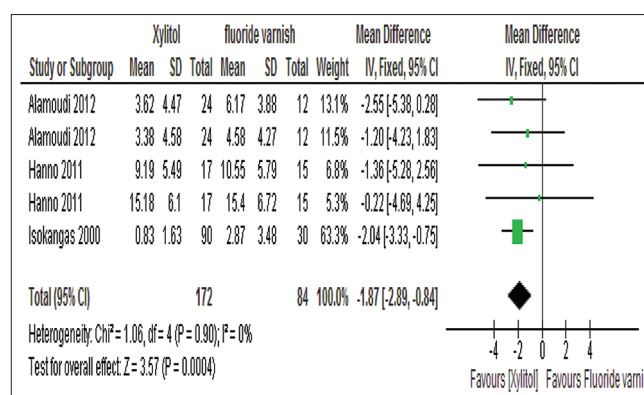 Xylitol fluoride varnish Mean Difference Mean Difference
Study or Subgroup Mean SD Total Mean SD Total Weight IV, Fixed, 95% CI IV, Fixed, 95% CI
Alamoudi 2012 3.62 4.47 24 6.17 3.88 12 13.1% -2.55 [-5.38, 0.28]
Alamoudi 2012 3.38 4.58 24 4.58 4.27 12 11.5% -1.20 [-4.23, 1.83]
Hanno 2011 9.19 5.49 17 10.55 5.79 15 6.8% -1.36 [-5.28, 2.56]
Hanno 2011 15.18 6.1 17 15.4 6.72 15 5.3% -0.22 [-4.69, 4.25]
Isokangas 2000 0.83 1.63 90 2.87 3.48 30 63.3% -2.04 [-3.33, -0.75]
Total (95% CI) 172 84 100.0% -1.87 [-2.89, -0.84]
Heterogeneity: Chi² = 1.06, df = 4 (P = 0.90); I² = 0%
Test for overall effect: Z = 3.57 (P = 0.0004)
-4 -2 0 2 4
Favours [Xylitol] Favours Fluoride varni